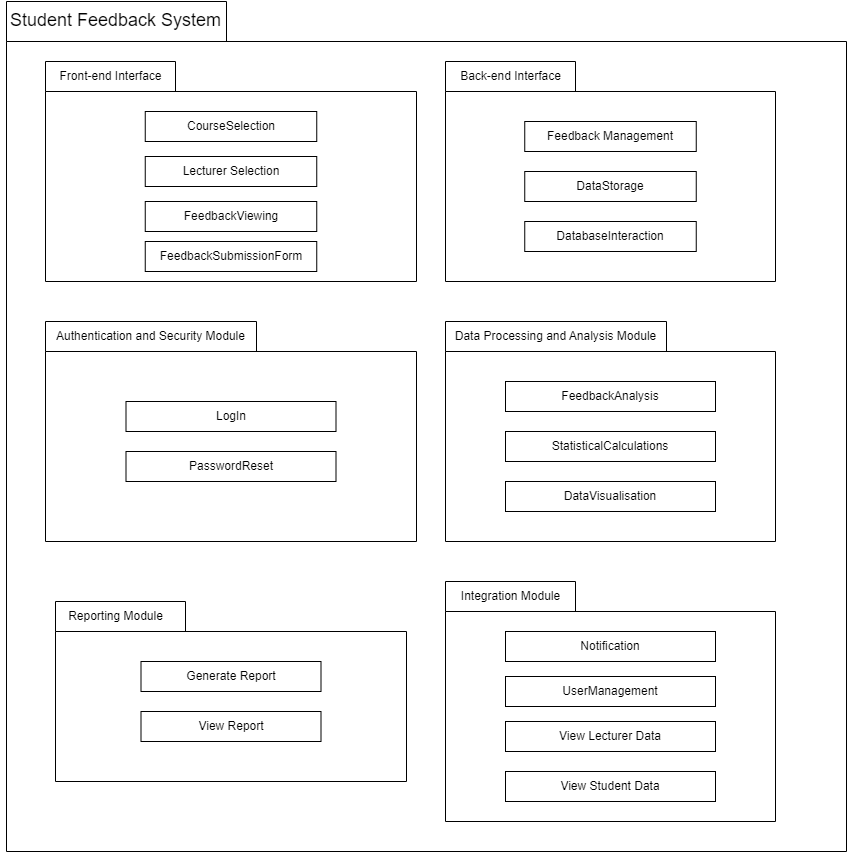 Student Feedback System
Front-end Interface
CourseSelection
Lecturer Selection
FeedbackViewing
FeedbackSubmissionForm
Back-end Interface
Feedback Management
DataStorage
DatabaseInteraction
Authentication and Security Module
LogIn
PasswordReset
Data Processing and Analysis Module
FeedbackAnalysis
StatisticalCalculations
DataVisualisation
Reporting Module
Generate Report
View Report
Integration Module
Notification
UserManagement
View Lecturer Data
View Student Data